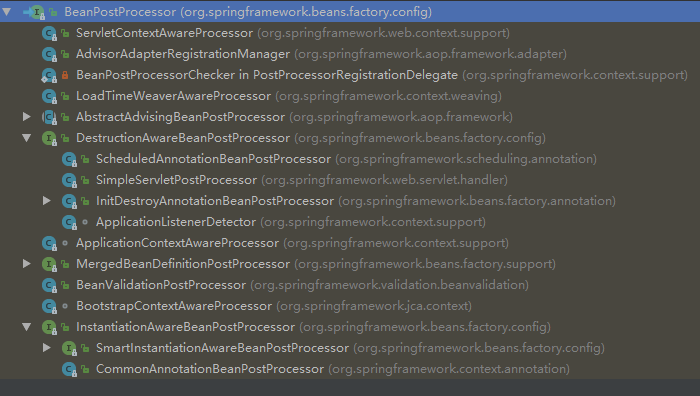 BeanPostProcessor (org.springframework.beans.factory.config)
ServletContextAwareProcessor (org.springframework.web.context.support)
AdvisorAdapterRegistrationManager (org.springframework.aop.framework.adapter)
BeanPostProcessorChecker in PostProcessorRegistrationDelegate (org.springframework.context.support)
LoadTimeWeaverAwareProcessor (org.springframework.context.weaving)
AbstractAdvisingBeanPostProcessor (org.springframework.aop.framework)
DestructionAwareBeanPostProcessor (org.springframework.beans.factory.config)
ScheduledAnnotationBeanPostProcessor (org.springframework.scheduling.annotation)
SimpleServletPostProcessor (org.springframework.web.servlet.handler)
InitDestroyAnnotationBeanPostProcessor (org.springframework.beans.factory.annotation)
ApplicationListenerDetector (org.springframework.context.support)
ApplicationContextAwareProcessor (org.springframework.context.support)
MergedBeanDefinitionPostProcessor (org.springframework.beans.factory.support)
BeanValidationPostProcessor (org.springframework.validation.beanvalidation)
BootstrapContextAwareProcessor (org.springframework.jca.context)
InstantiationAwareBeanPostProcessor (org.springframework.beans.factory.config)
SmartInstantiationAwareBeanPostProcessor (org.springframework.beans.factory.config)
CommonAnnotationBeanPostProcessor (org.springframework.context.annotation)